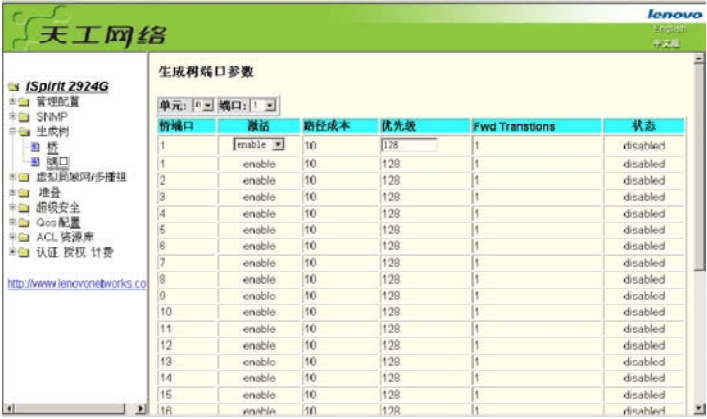 lenovo
天工网络
English
中文版
iSpirit 2924G
管理配置
SNMP
生成树
桥
端口
虚拟局域网/多播组
堆叠
超级安全
Qos配置
ACL 资源库
认证 授权 计费
http://www.lenovonetworks.co
生成树端口参数
单元: 0 端口: 1
桥端口 激活 路径成本 优先级 Fwd Transtions 状态
1 enable 10 128 1 disabled
1 enable 10 128 1 disabled
2 enable 10 128 1 disabled
3 enable 10 128 1 disabled
4 enable 10 128 1 disabled
5 enable 10 128 1 disabled
6 enable 10 128 1 disabled
7 enable 10 128 1 disabled
8 enable 10 128 1 disabled
9 enable 10 128 1 disabled
10 enable 10 128 1 disabled
11 enable 10 128 1 disabled
12 enable 10 128 1 disabled
13 enable 10 128 1 disabled
14 enable 10 128 1 disabled
15 enable 10 128 1 disabled
16 enable 10 128 1 disabled